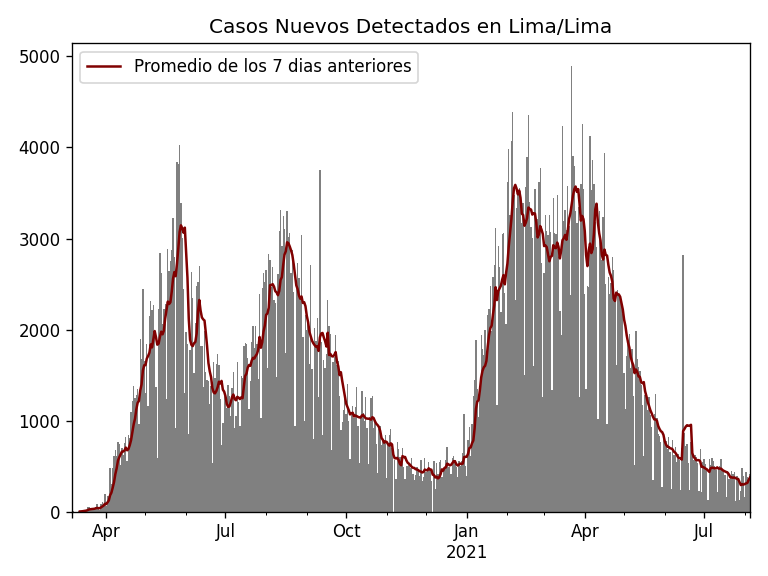 Casos Nuevos Detectados en Lima/Lima
Promedio de los 7 dias anteriores
5000
4000
3000
2000
1000
0
Apr Jul Oct Jan Apr Jul
2021